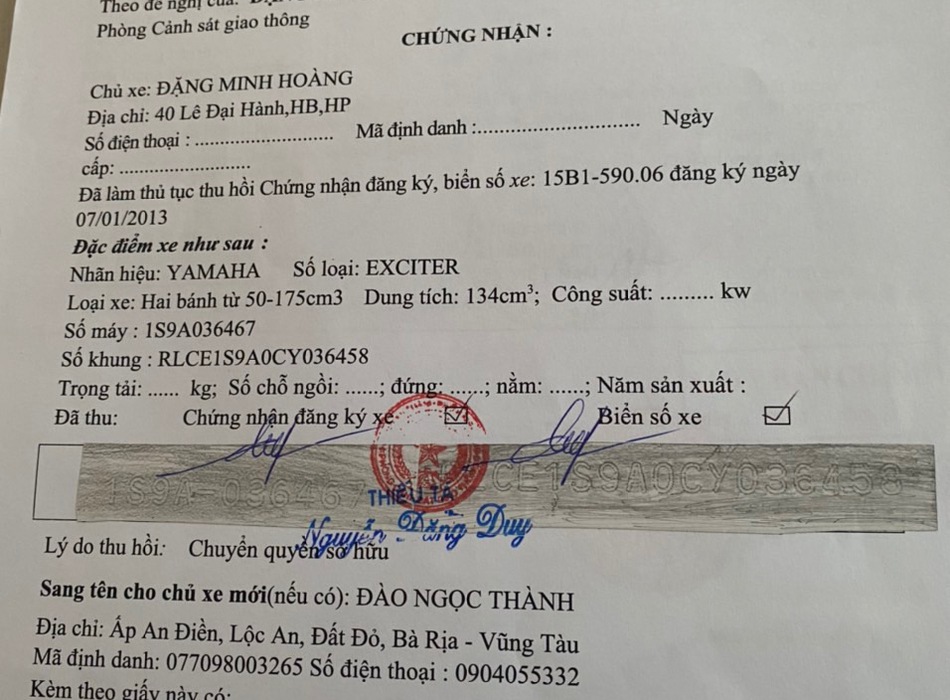 Theo đề nghị của:
Phòng Cảnh sát giao thông
CHỨNG NHẬN :
Chủ xe: ĐẶNG MINH HOÀNG
Địa chỉ: 40 Lê Đại Hành,HB,HP
Số điện thoại : .............................. Mã định danh :.............................. Ngày
cấp: ........................
Đã làm thủ tục thu hồi Chứng nhận đăng ký, biển số xe: 15B1-590.06 đăng ký ngày
07/01/2013
Đặc điểm xe như sau :
Nhãn hiệu: YAMAHA Số loại: EXCITER
Loại xe: Hai bánh từ 50-175cm3 Dung tích: 134cm³; Công suất: ......... kw
Số máy : 1S9A036467
Số khung : RLCE1S9A0CY036458
Trọng tải: ...... kg; Số chỗ ngồi: ......; đứng: ......; nằm: ......; Năm sản xuất :
Đã thu: Chứng nhận đăng ký xe ☑ Biển số xe ☑
1S9A-036467 CE1S9A0CY036458
THIẾU TÁ
Nguyễn Đăng Duy
Lý do thu hồi: Chuyển quyền sở hữu
Sang tên cho chủ xe mới(nếu có): ĐÀO NGỌC THÀNH
Địa chỉ: Ấp An Điền, Lộc An, Đất Đỏ, Bà Rịa - Vũng Tàu
Mã định danh: 077098003265 Số điện thoại : 0904055332
Kèm theo giấy này có: